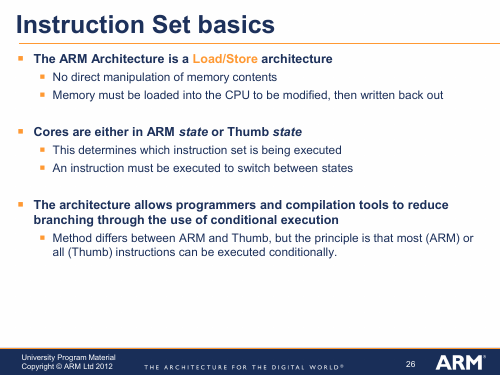 Instruction Set basics
The ARM Architecture is a Load/Store architecture
No direct manipulation of memory contents
Memory must be loaded into the CPU to be modified, then written back out
Cores are either in ARM state or Thumb state
This determines which instruction set is being executed
An instruction must be executed to switch between states
The architecture allows programmers and compilation tools to reduce
branching through the use of conditional execution
Method differs between ARM and Thumb, but the principle is that most (ARM) or
all (Thumb) instructions can be executed conditionally.
University Program Material
Copyright © ARM Ltd 2012
THE ARCHITECTURE FOR THE DIGITAL WORLD®
26
ARM®